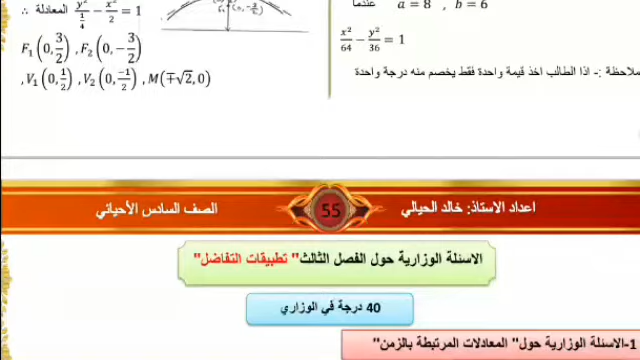 عندما a = 8 , b = 6
x²/64 − y²/36 = 1
ملاحظة :- اذا الطالب اخذ قيمة واحدة فقط يخصم منه درجة واحدة
∴ المعادلة y²/(1/4) − x²/2 = 1
F₁(0, 3/2) , F₂(0, −3/2)
, V₁(0, 1/2) , V₂(0, −1/2) , M(∓√2, 0)
اعداد الاستاذ: خالد الحيالي 55 الصف السادس الأحيائي
الاسئلة الوزارية حول الفصل الثالث" تطبيقات التفاضل"
40 درجة في الوزاري
1-الاسئلة الوزارية حول " المعادلات المرتبطة بالزمن"